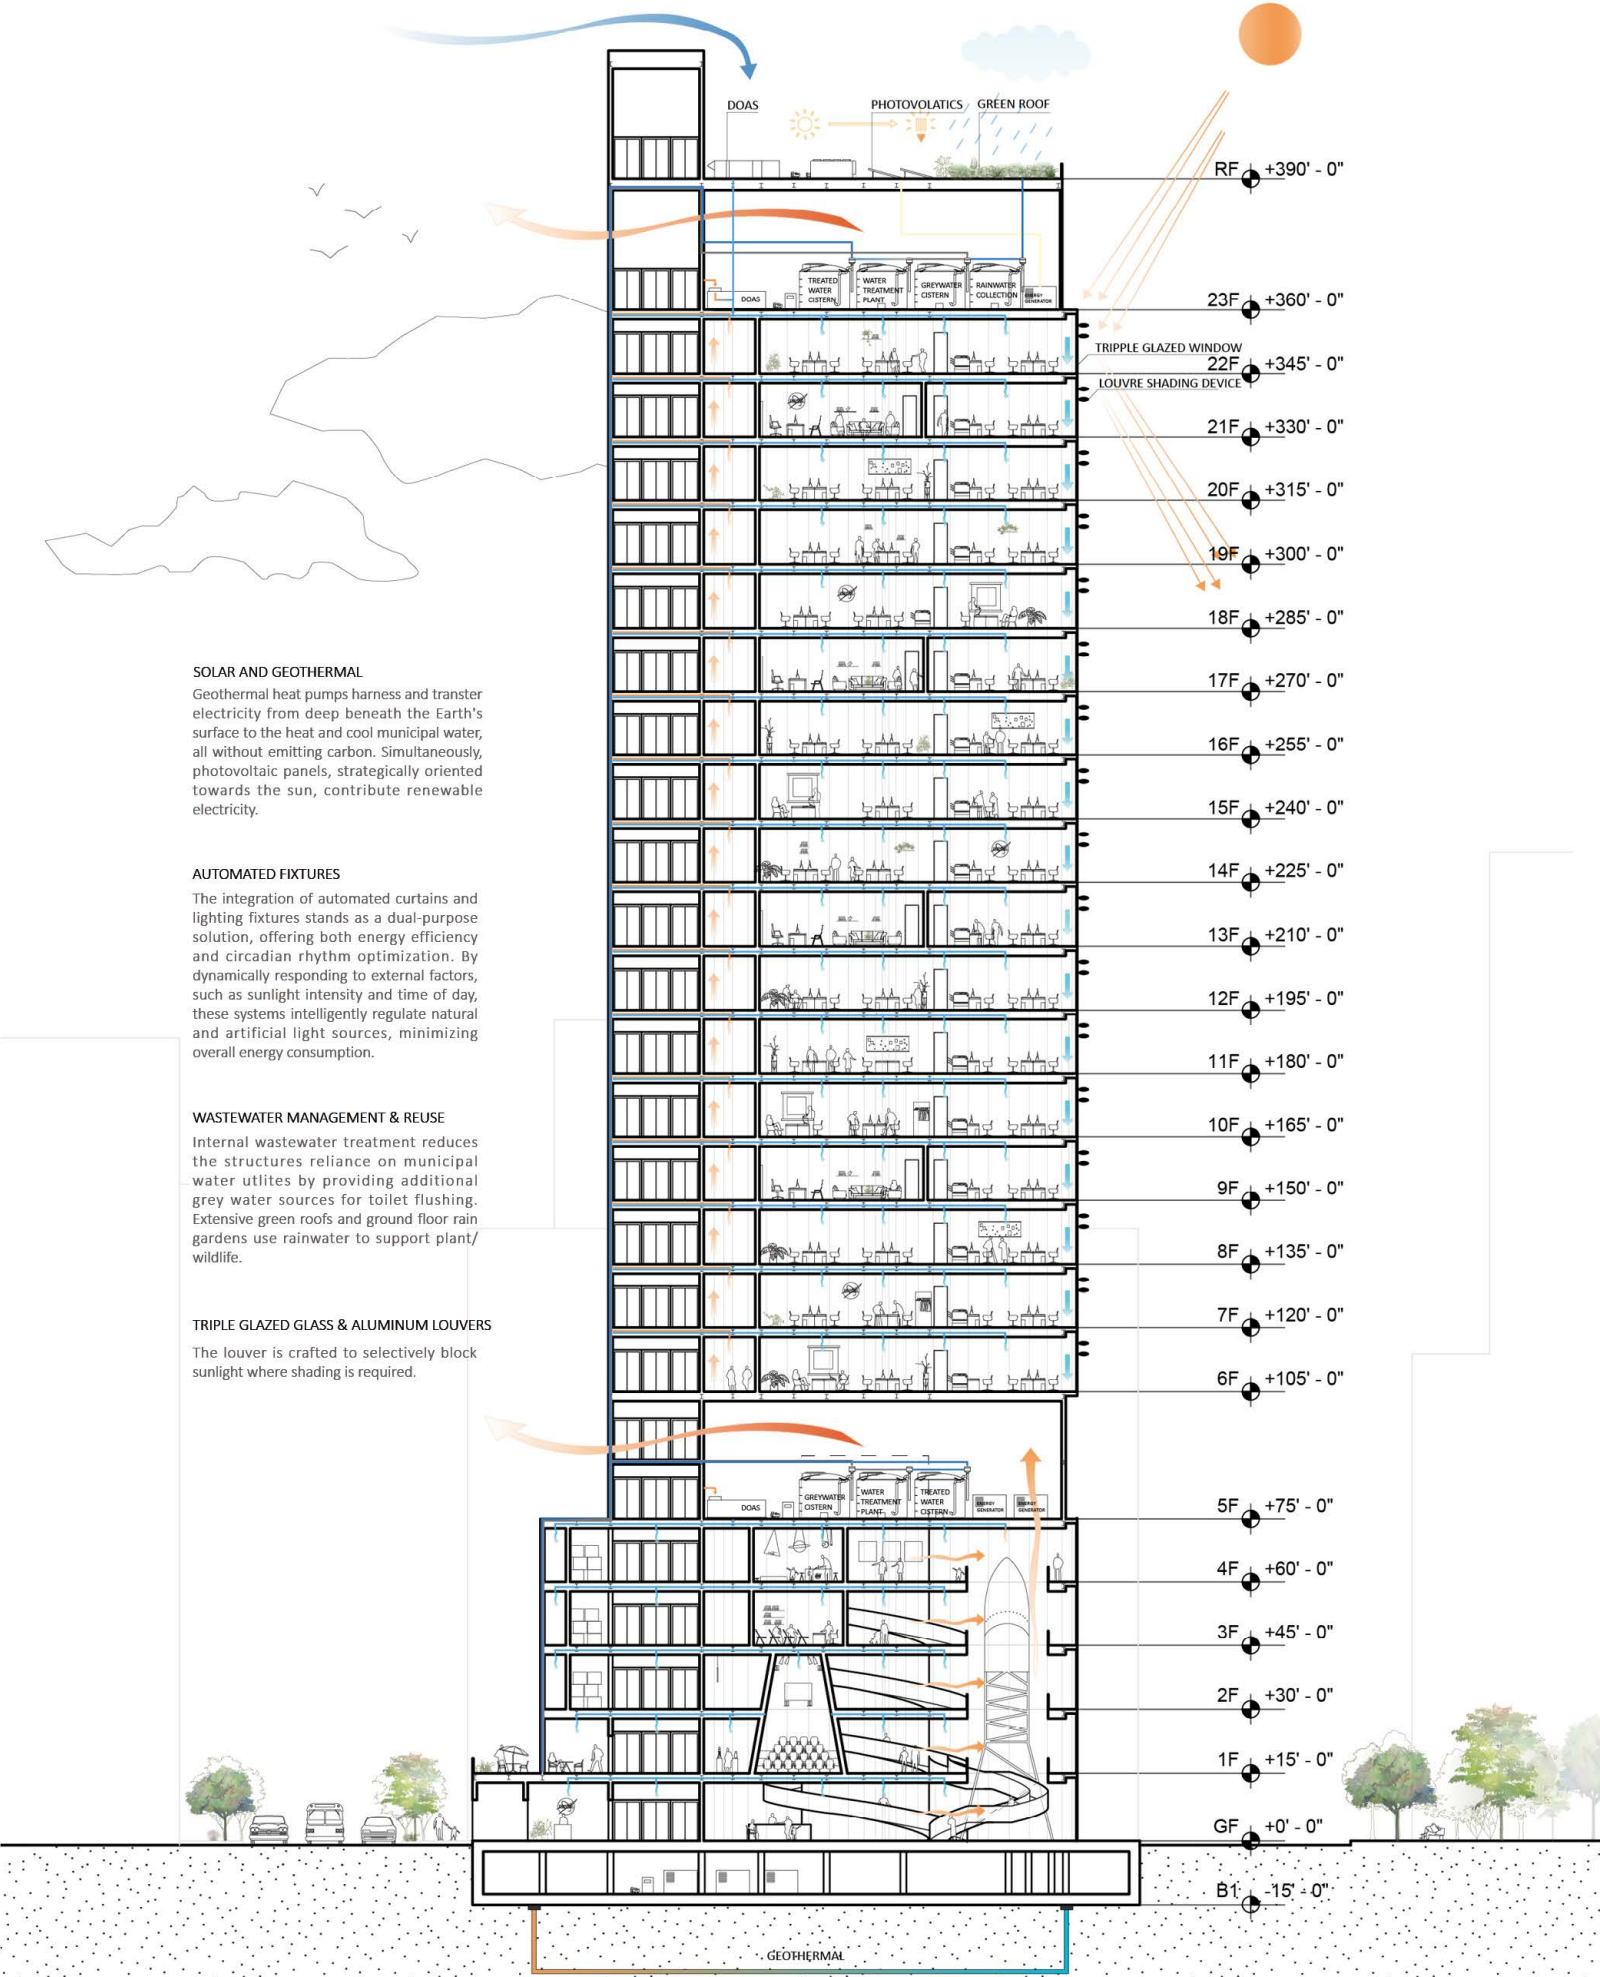 DOAS
PHOTOVOLATICS
GREEN ROOF
RF +390' - 0"
TREATED
WATER
CISTERN
WATER
TREATMENT
PLANT
GREYWATER
CISTERN
RAINWATER
COLLECTION
ENERGY
GENERATOR
DOAS
23F +360' - 0"
TRIPPLE GLAZED WINDOW
22F +345' - 0"
LOUVRE SHADING DEVICE
21F +330' - 0"
20F +315' - 0"
19F +300' - 0"
18F +285' - 0"
17F +270' - 0"
16F +255' - 0"
15F +240' - 0"
14F +225' - 0"
13F +210' - 0"
12F +195' - 0"
11F +180' - 0"
10F +165' - 0"
9F +150' - 0"
8F +135' - 0"
7F +120' - 0"
6F +105' - 0"
SOLAR AND GEOTHERMAL
Geothermal heat pumps harness and transter
electricity from deep beneath the Earth's
surface to the heat and cool municipal water,
all without emitting carbon. Simultaneously,
photovoltaic panels, strategically oriented
towards the sun, contribute renewable
electricity.
AUTOMATED FIXTURES
The integration of automated curtains and
lighting fixtures stands as a dual-purpose
solution, offering both energy efficiency
and circadian rhythm optimization. By
dynamically responding to external factors,
such as sunlight intensity and time of day,
these systems intelligently regulate natural
and artificial light sources, minimizing
overall energy consumption.
WASTEWATER MANAGEMENT & REUSE
Internal wastewater treatment reduces
the structures reliance on municipal
water utlites by providing additional
grey water sources for toilet flushing.
Extensive green roofs and ground floor rain
gardens use rainwater to support plant/
wildlife.
TRIPLE GLAZED GLASS & ALUMINUM LOUVERS
The louver is crafted to selectively block
sunlight where shading is required.
DOAS
GREYWATER
CISTERN
WATER
TREATMENT
PLANT
TREATED
WATER
CISTERN
ENERGY
GENERATOR
ENERGY
GENERATOR
5F +75' - 0"
4F +60' - 0"
3F +45' - 0"
2F +30' - 0"
1F +15' - 0"
GF +0' - 0"
B1 -15' - 0"
GEOTHERMAL